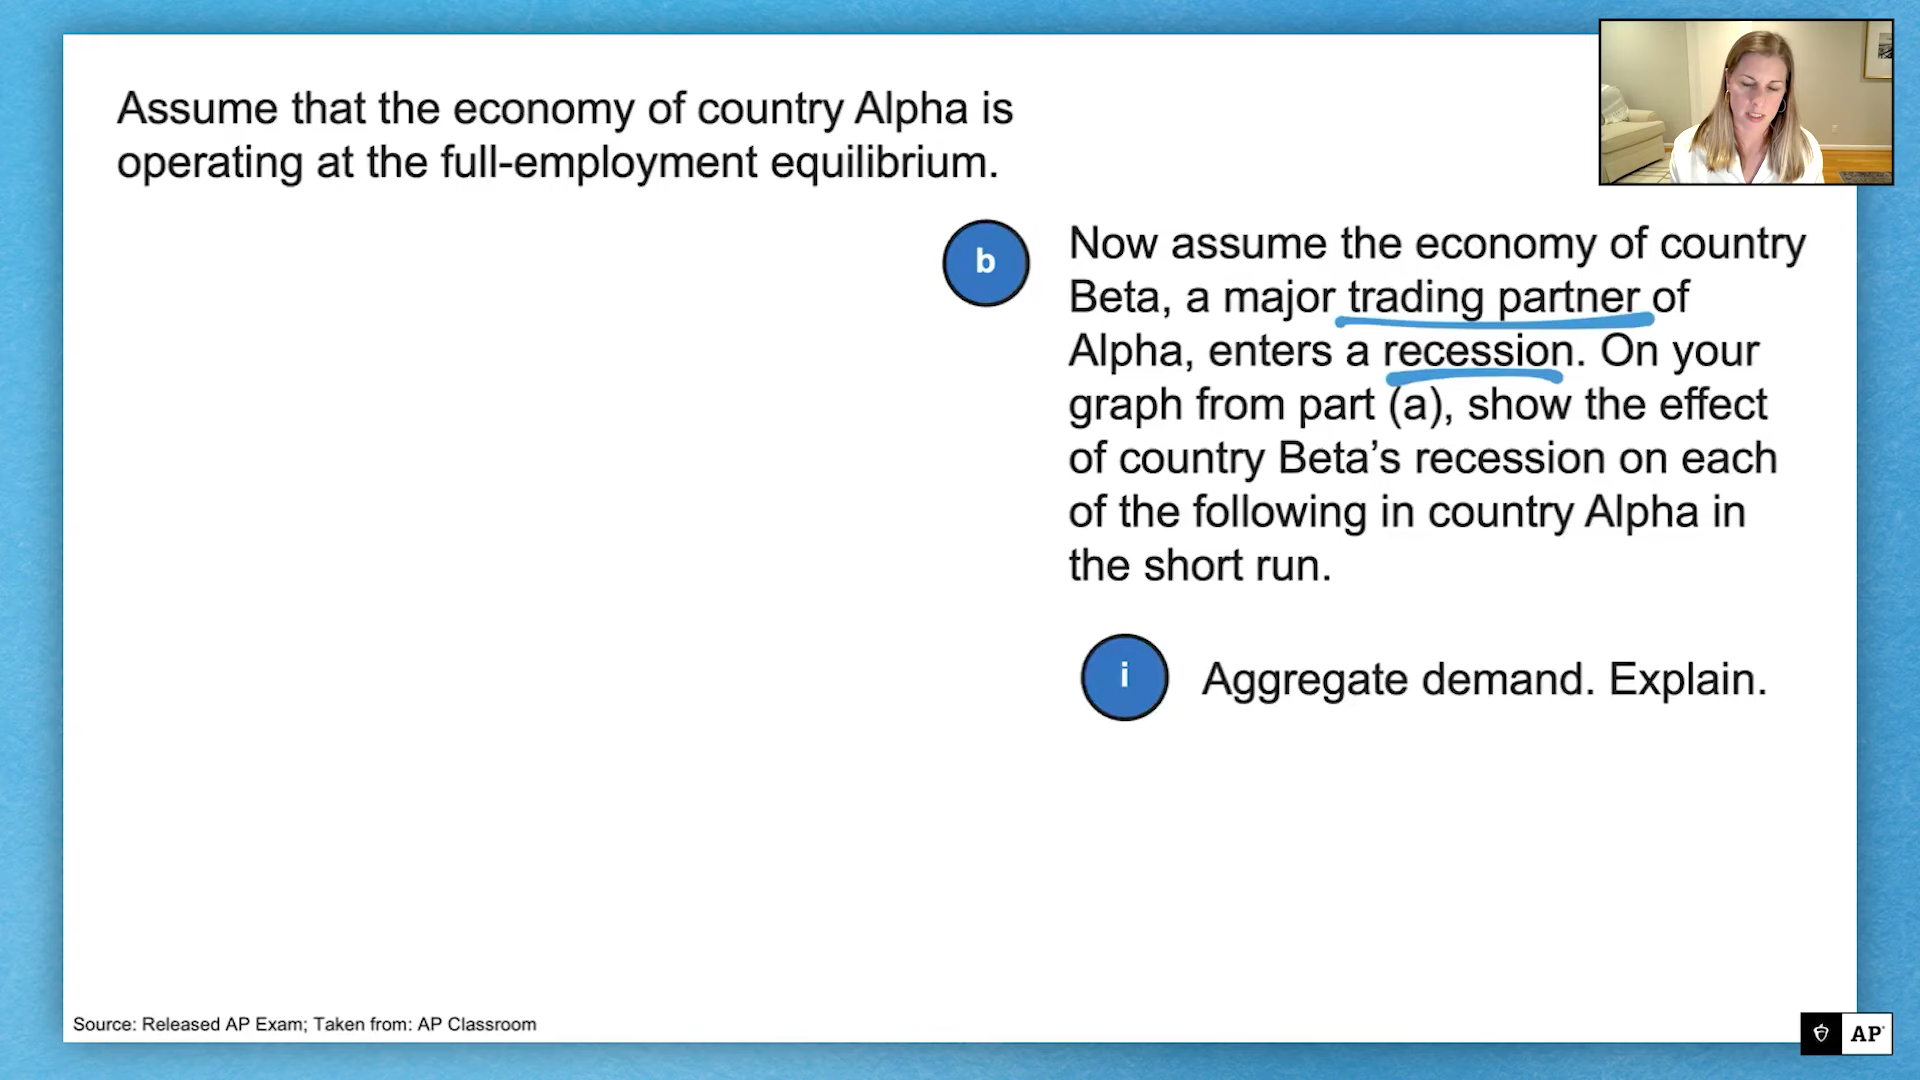 Assume that the economy of country Alpha is
operating at the full-employment equilibrium.
b
Now assume the economy of country
Beta, a major trading partner of
Alpha, enters a recession. On your
graph from part (a), show the effect
of country Beta’s recession on each
of the following in country Alpha in
the short run.
i
Aggregate demand. Explain.
Source: Released AP Exam; Taken from: AP Classroom
AP